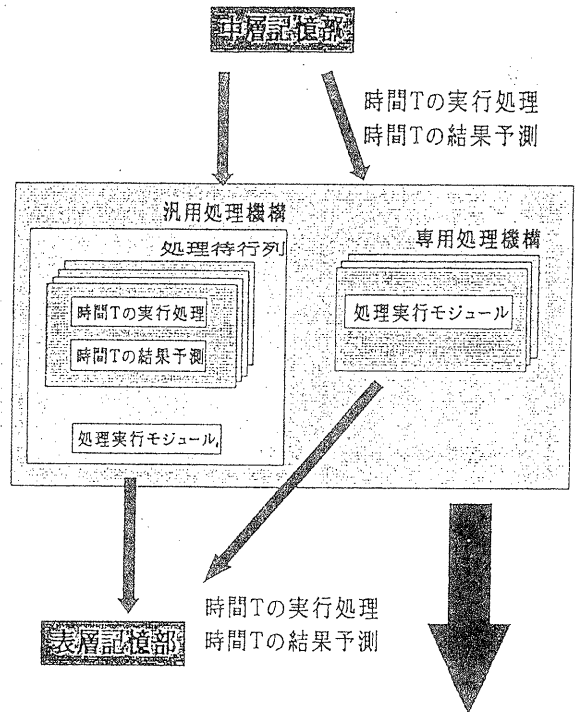 中層記憶部
時間Tの実行処理
時間Tの結果予測
汎用処理機構
処理待行列
時間Tの実行処理
時間Tの結果予測
処理実行モジュール
専用処理機構
処理実行モジュール
時間Tの実行処理
時間Tの結果予測
表層記憶部